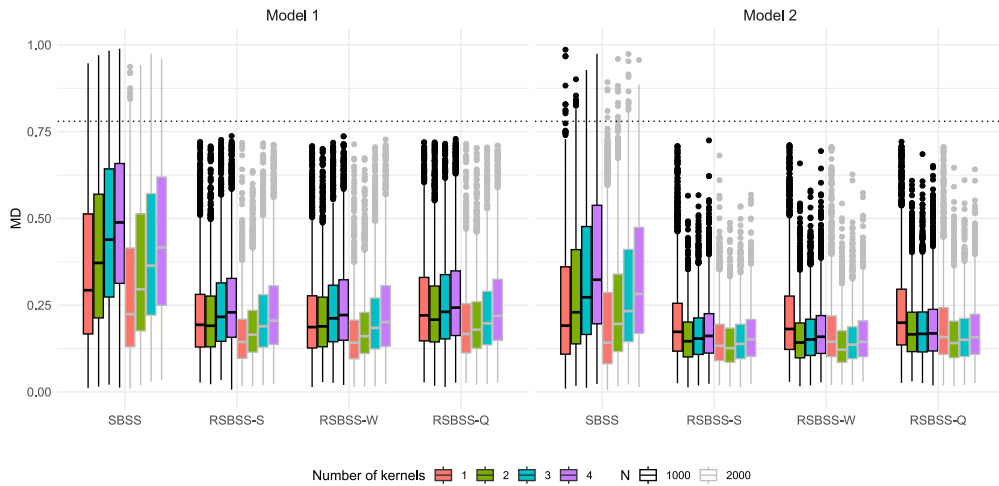 Model 1
Model 2
1.00
0.75
0.50
0.25
0.00
MD
SBSS
RSBSS-S
RSBSS-W
RSBSS-Q
SBSS
RSBSS-S
RSBSS-W
RSBSS-Q
Number of kernels 1 2 3 4 N 1000 2000